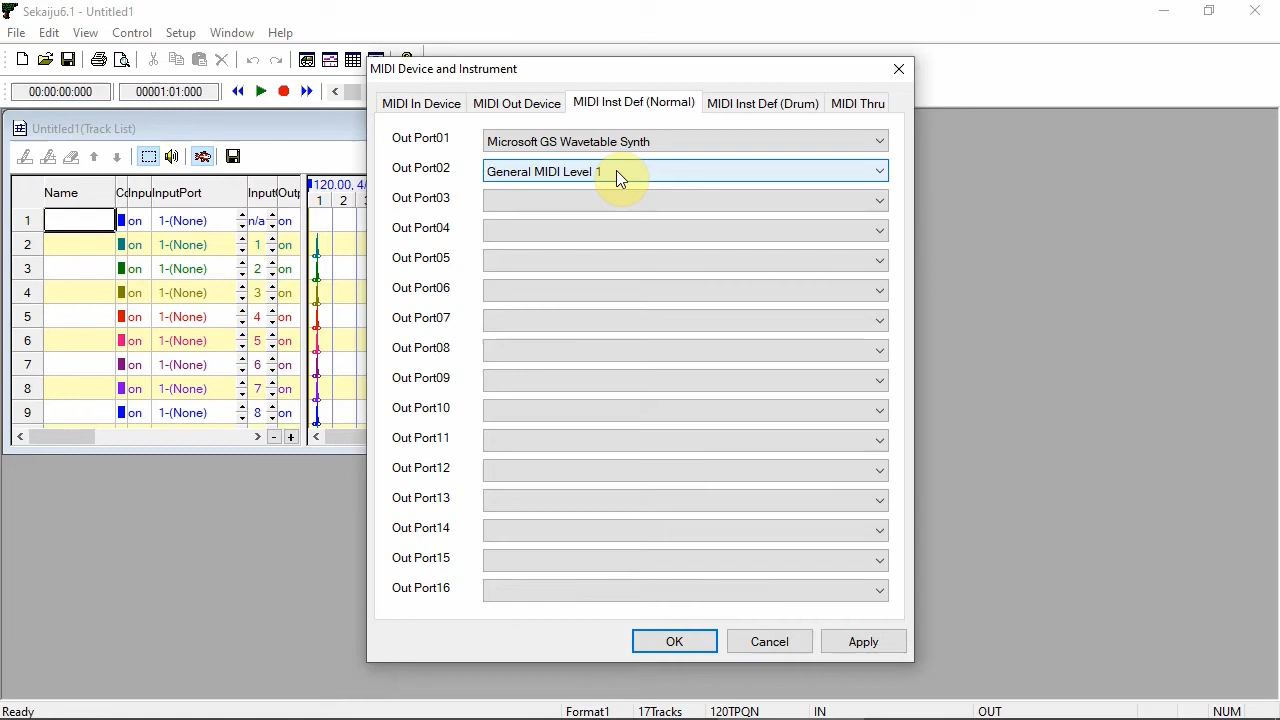 Sekaiju6.1 - Untitled1
File Edit View Control Setup Window Help
00:00:00:000 00001:01:000
MIDI Device and Instrument
MIDI In Device MIDI Out Device MIDI Inst Def (Normal) MIDI Inst Def (Drum) MIDI Thru
Untitled1(Track List)
Name InputPort
120.00, 4/
1 2
1 on 1-(None) n/a on
2 on 1-(None) 1 on
3 on 1-(None) 2 on
4 on 1-(None) 3 on
5 on 1-(None) 4 on
6 on 1-(None) 5 on
7 on 1-(None) 6 on
8 on 1-(None) 7 on
9 on 1-(None) 8 on
- +
Out Port01 Microsoft GS Wavetable Synth
Out Port02 General MIDI Level 1
Out Port03
Out Port04
Out Port05
Out Port06
Out Port07
Out Port08
Out Port09
Out Port10
Out Port11
Out Port12
Out Port13
Out Port14
Out Port15
Out Port16
OK Cancel Apply
Ready Format1 17Tracks 120TPQN IN OUT NUM